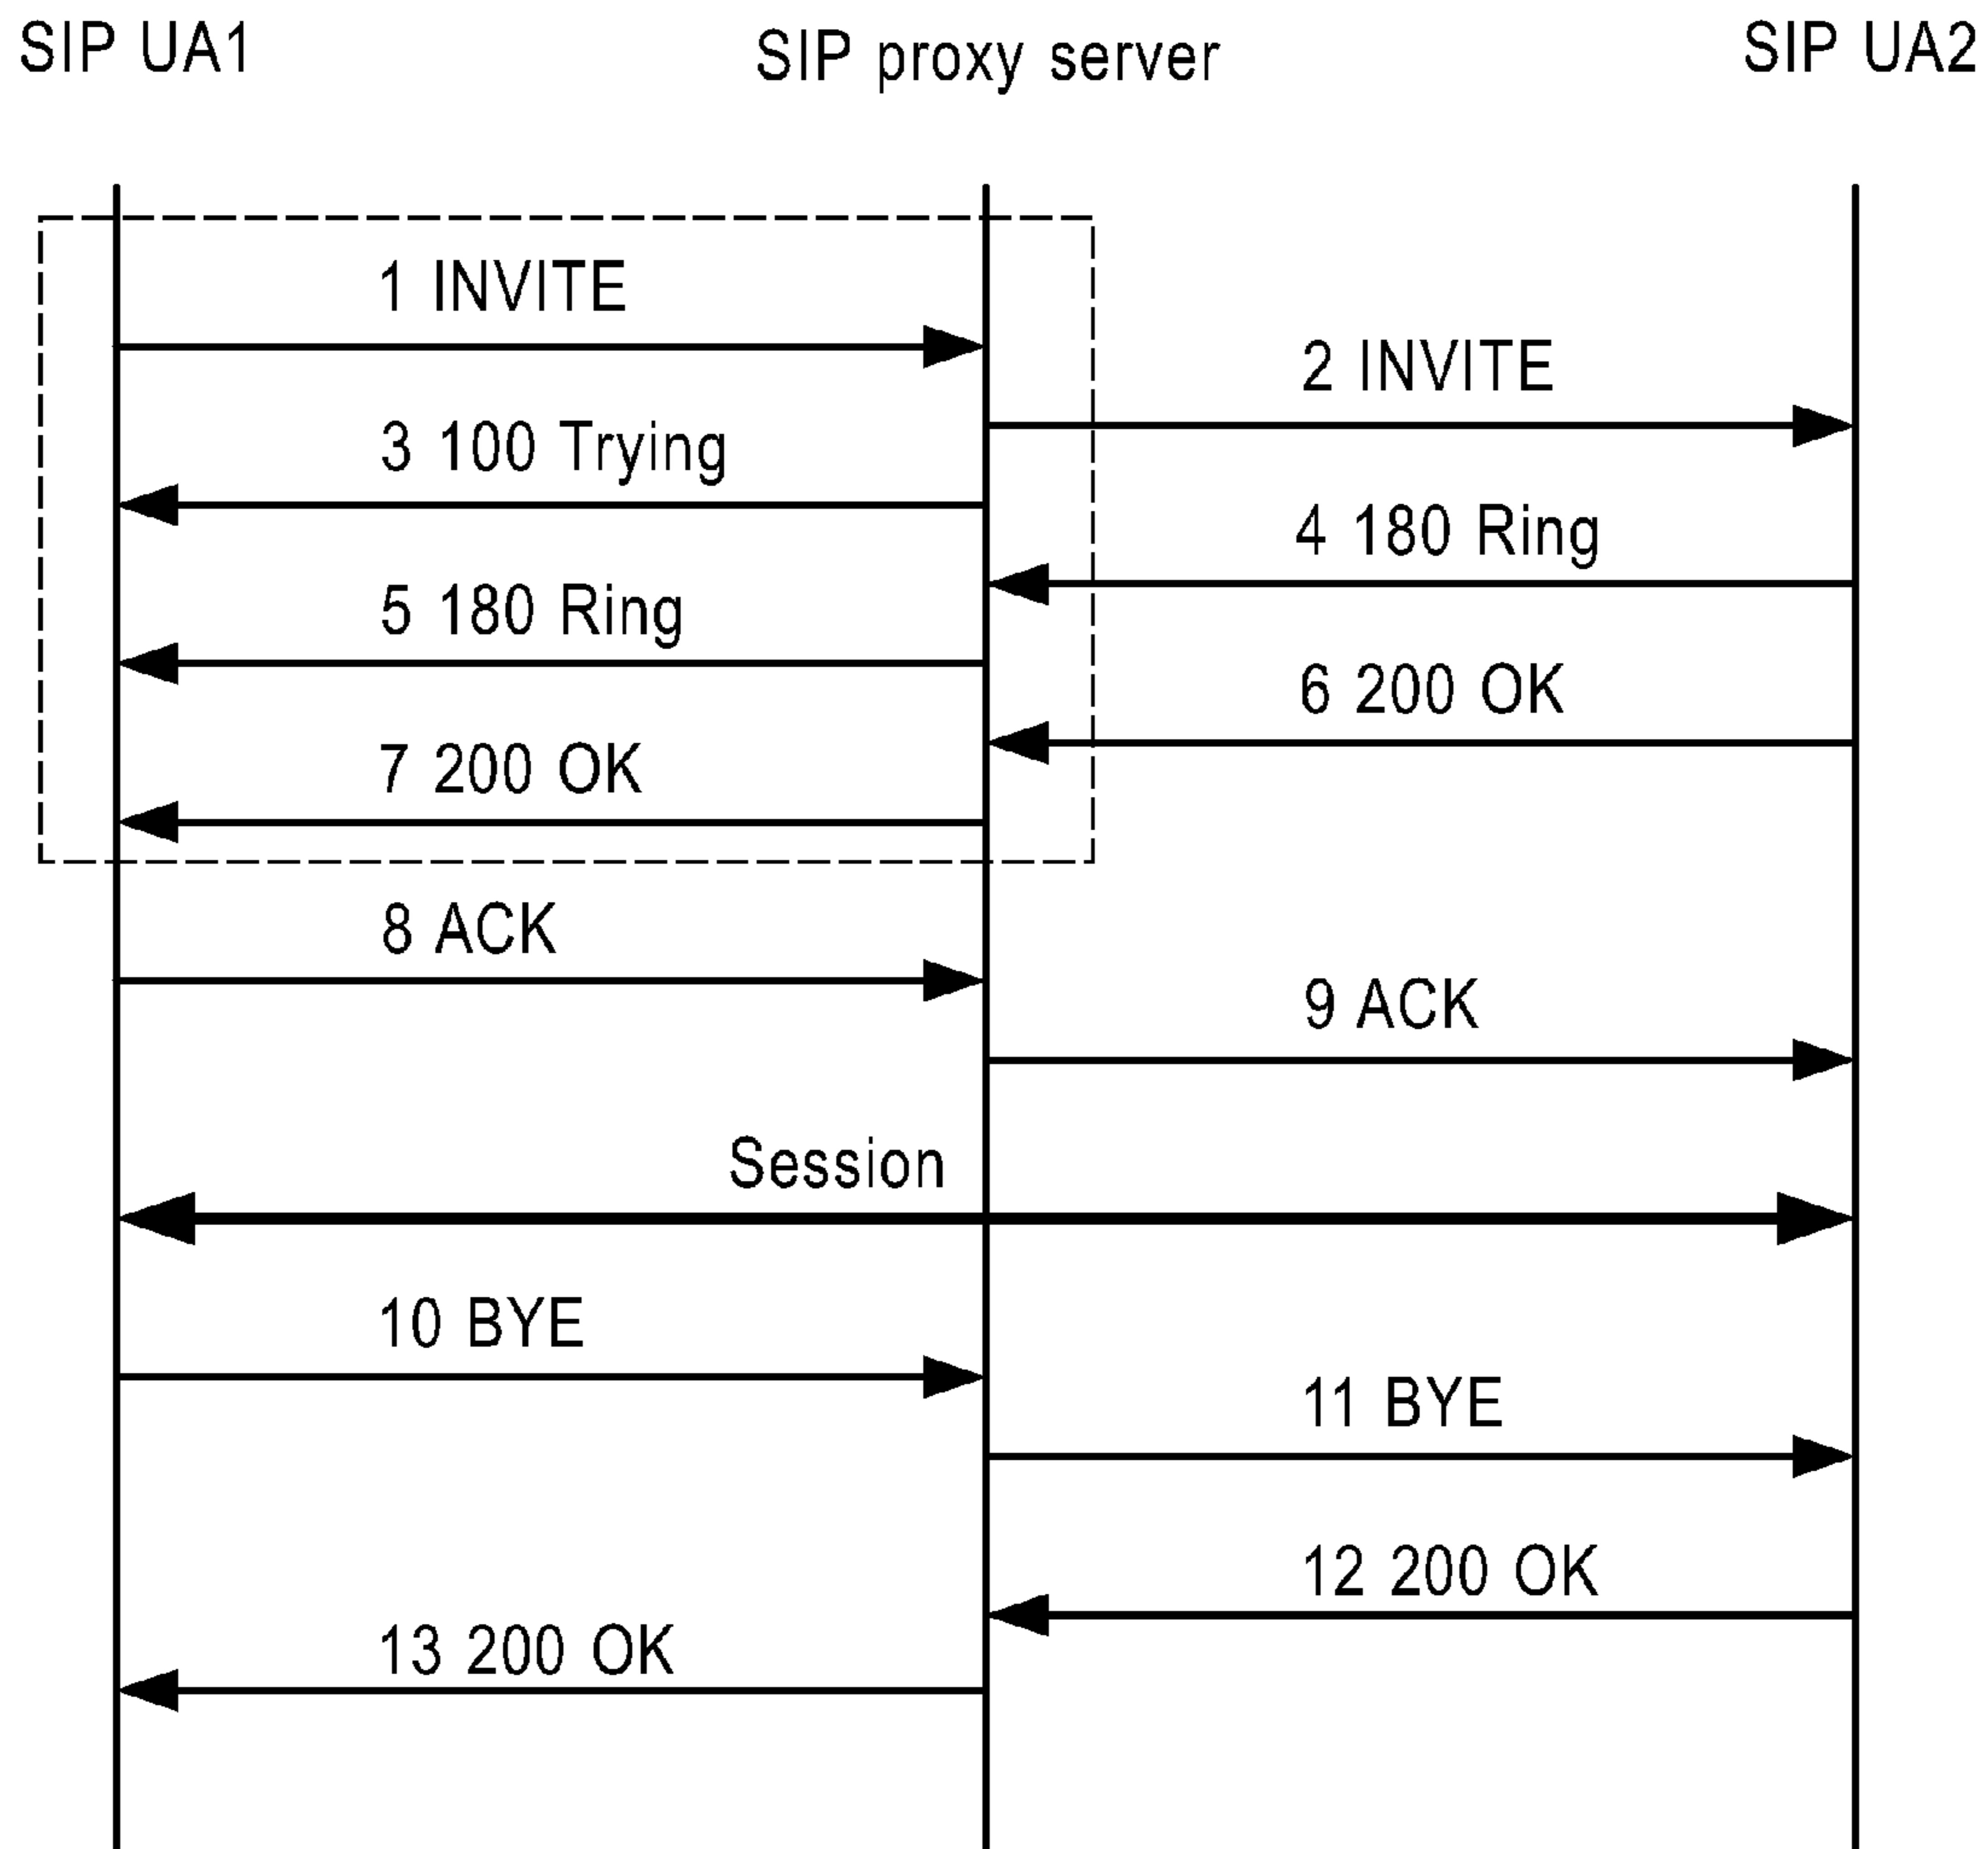 SIP UA1
SIP proxy server
SIP UA2
1 INVITE
2 INVITE
3 100 Trying
4 180 Ring
5 180 Ring
6 200 OK
7 200 OK
8 ACK
9 ACK
Session
10 BYE
11 BYE
12 200 OK
13 200 OK